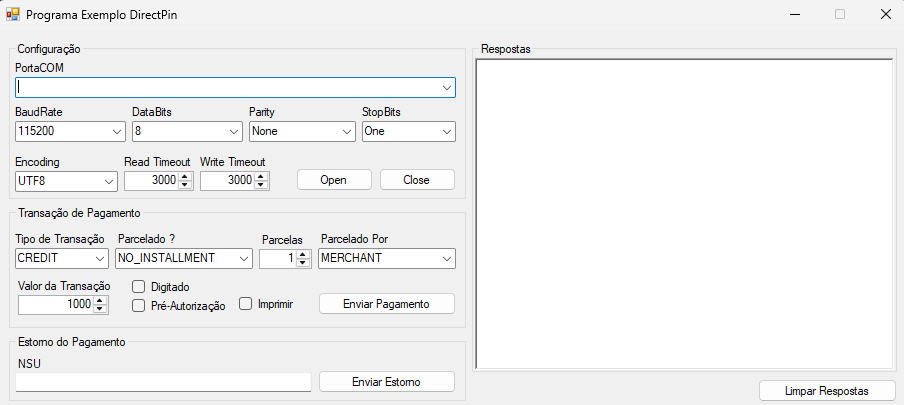 Programa Exemplo DirectPin
Configuração
PortaCOM
BaudRate DataBits Parity StopBits
115200 8 None One
Encoding Read Timeout Write Timeout
UTF8 3000 3000 Open Close
Transação de Pagamento
Tipo de Transação Parcelado ? Parcelas Parcelado Por
CREDIT NO_INSTALLMENT 1 MERCHANT
Valor da Transação Digitado
1000 Pré-Autorização Imprimir Enviar Pagamento
Estorno do Pagamento
NSU
Enviar Estorno
Respostas
Limpar Respostas